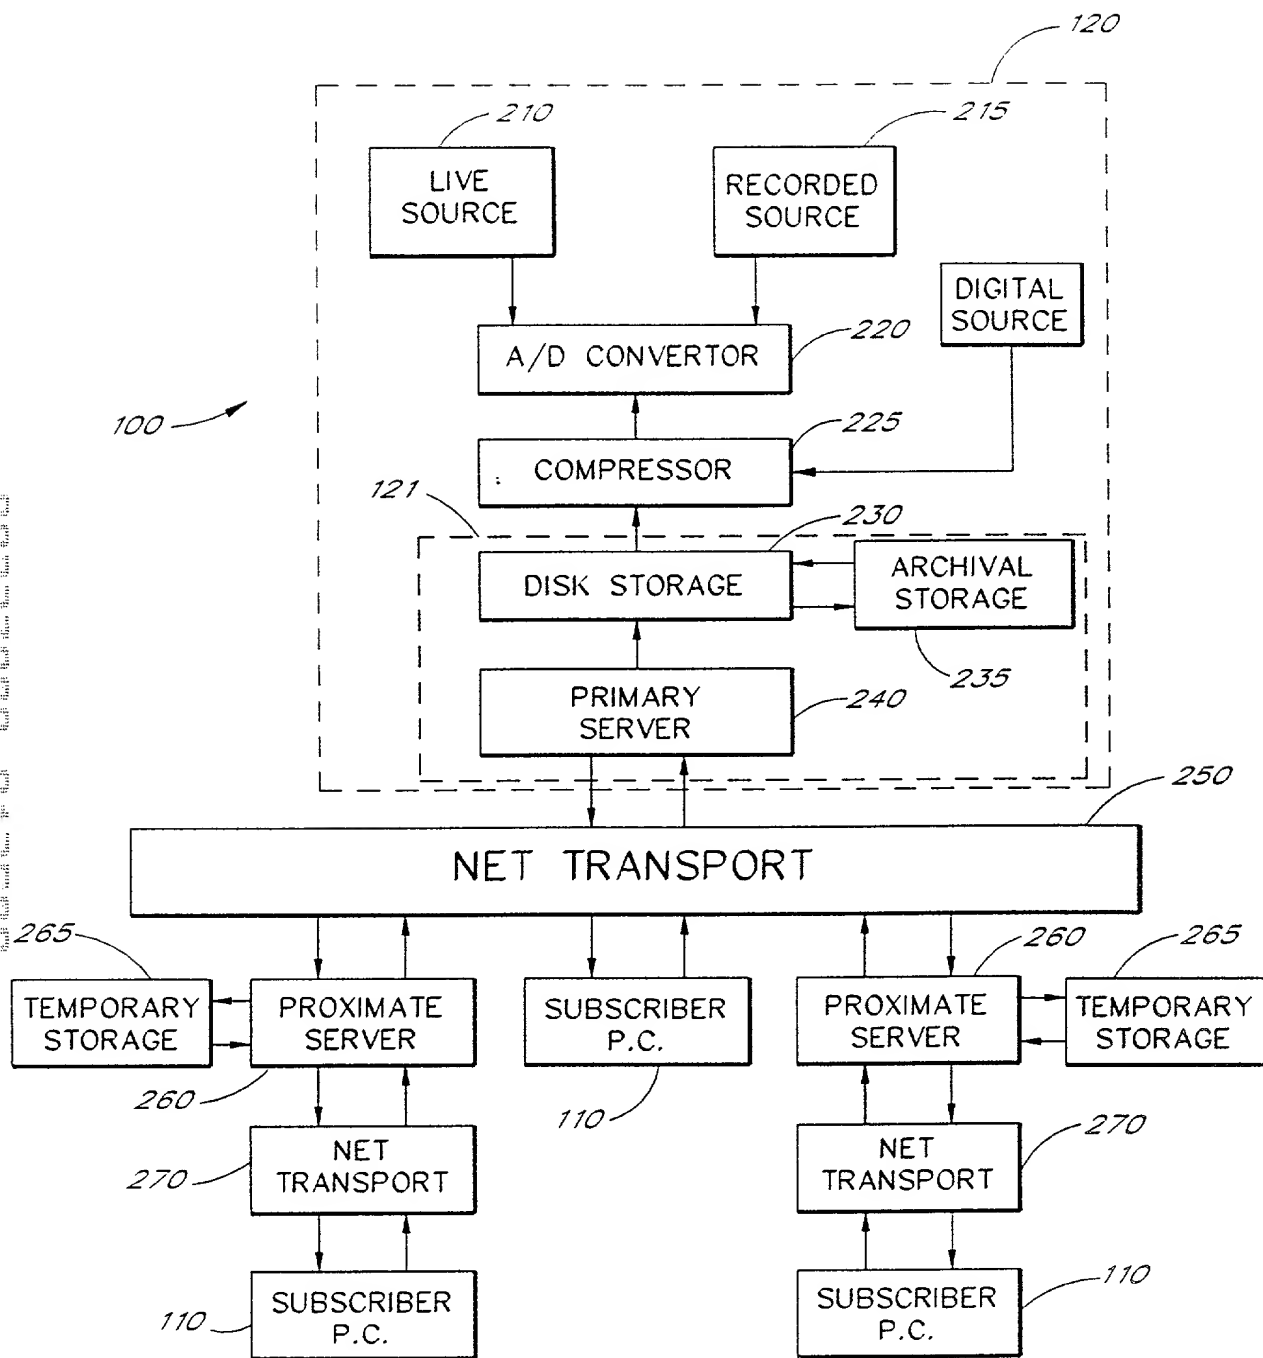 120
210
215
LIVE
SOURCE
RECORDED
SOURCE
DIGITAL
SOURCE
220
A/D CONVERTOR
100
225
COMPRESSOR
121
230
DISK STORAGE
ARCHIVAL
STORAGE
235
PRIMARY
SERVER
240
250
NET TRANSPORT
265
260
265
TEMPORARY
STORAGE
PROXIMATE
SERVER
SUBSCRIBER
P.C.
PROXIMATE
SERVER
TEMPORARY
STORAGE
260
110
270
NET
TRANSPORT
NET
TRANSPORT
270
110
SUBSCRIBER
P.C.
SUBSCRIBER
P.C.
110